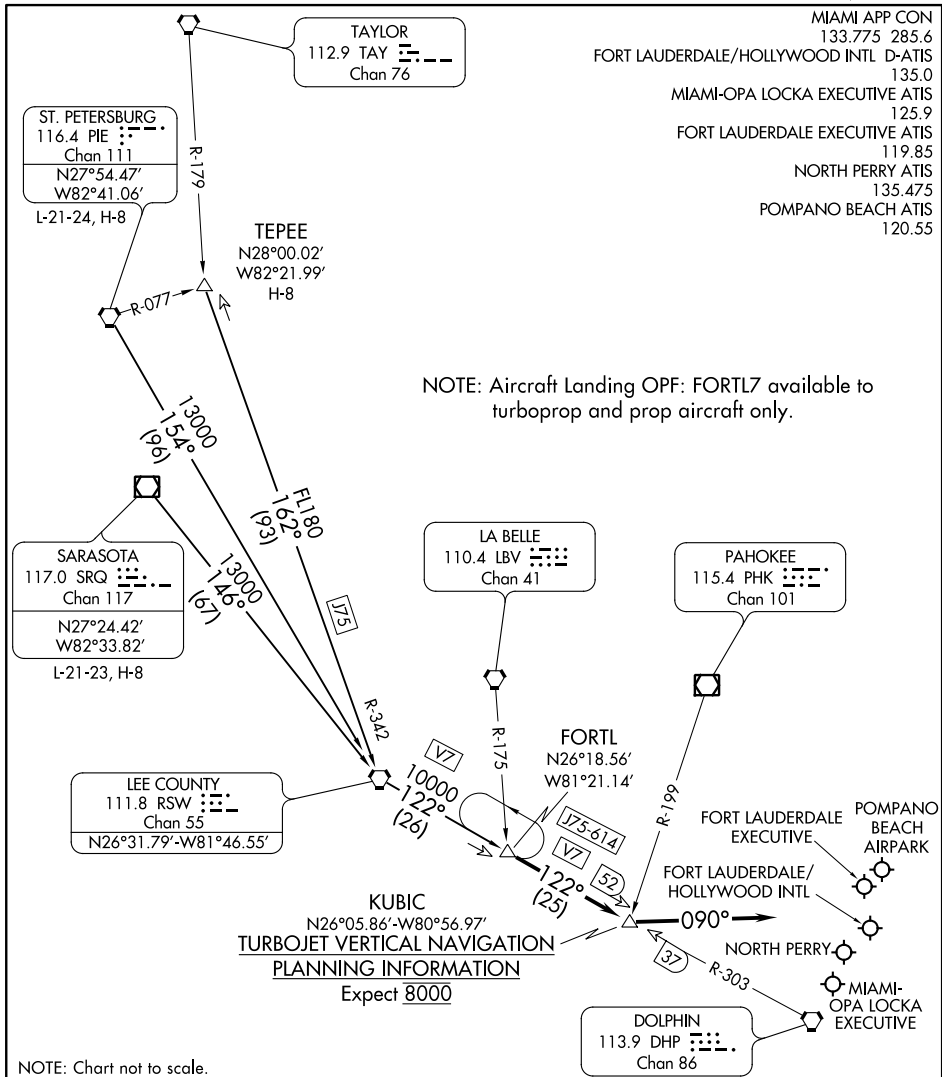 MIAMI APP CON
133.775 285.6
FORT LAUDERDALE/HOLLYWOOD INTL D-ATIS
135.0
MIAMI-OPA LOCKA EXECUTIVE ATIS
125.9
FORT LAUDERDALE EXECUTIVE ATIS
119.85
NORTH PERRY ATIS
135.475
POMPANO BEACH ATIS
120.55
TAYLOR
112.9 TAY
Chan 76
ST. PETERSBURG
116.4 PIE
Chan 111
N27°54.47'
W82°41.06'
L-21-24, H-8
R-179
TEPEE
N28°00.02'
W82°21.99'
H-8
R-077
NOTE: Aircraft Landing OPF: FORTL7 available to
turboprop and prop aircraft only.
13000
154°
(96)
FL180
162°
(93)
J75
R-342
13000
146°
(67)
SARASOTA
117.0 SRQ
Chan 117
N27°24.42'
W82°33.82'
L-21-23, H-8
LA BELLE
110.4 LBV
Chan 41
PAHOKEE
115.4 PHK
Chan 101
R-175
R-199
FORTL
N26°18.56'
W81°21.14'
LEE COUNTY
111.8 RSW
Chan 55
N26°31.79'-W81°46.55'
V7
10000
122°
(26)
J75-614
V7
122°
(25)
52
KUBIC
N26°05.86'-W80°56.97'
TURBOJET VERTICAL NAVIGATION
PLANNING INFORMATION
Expect 8000
090°
37
R-303
FORT LAUDERDALE
EXECUTIVE
POMPANO
BEACH
AIRPARK
FORT LAUDERDALE/
HOLLYWOOD INTL
NORTH PERRY
MIAMI-
OPA LOCKA
EXECUTIVE
DOLPHIN
113.9 DHP
Chan 86
NOTE: Chart not to scale.